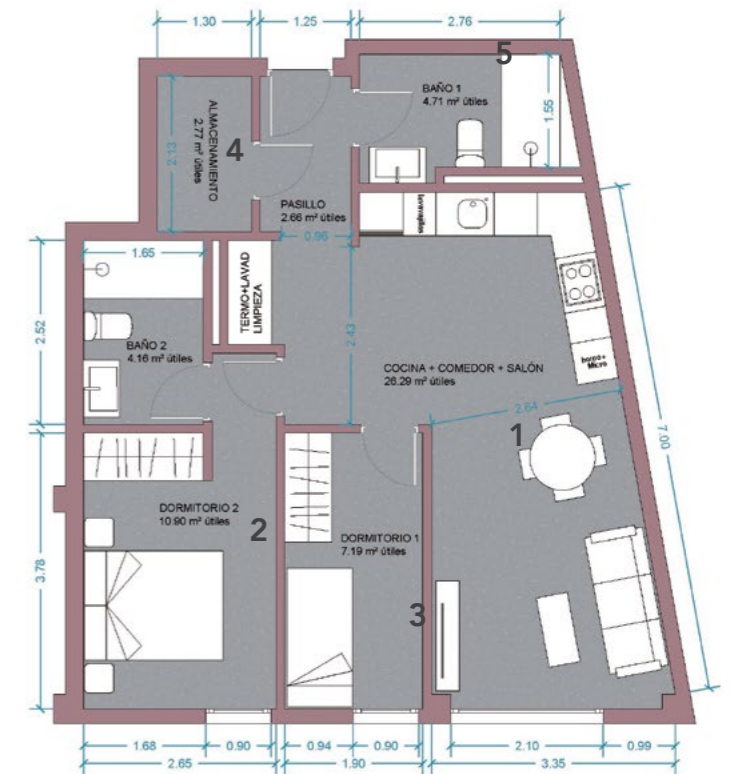 1.30
1.25
2.76
5
BAÑO 1
4.71 m² útiles
1.55
ALMACENAMIENTO
2.77 m² útiles
4
2.13
PASILLO
2.66 m² útiles
lavavajillas
0.96
1.65
TERMO+LAVAD
LIMPIEZA
2.52
BAÑO 2
4.16 m² útiles
2.43
COCINA + COMEDOR + SALÓN
26.29 m² útiles
horno+
Micro
2.64
1
7.00
DORMITORIO 2
10.90 m² útiles
2
DORMITORIO 1
7.19 m² útiles
3
3.78
1.68
0.90
0.94
0.90
2.10
0.99
2.65
1.90
3.35